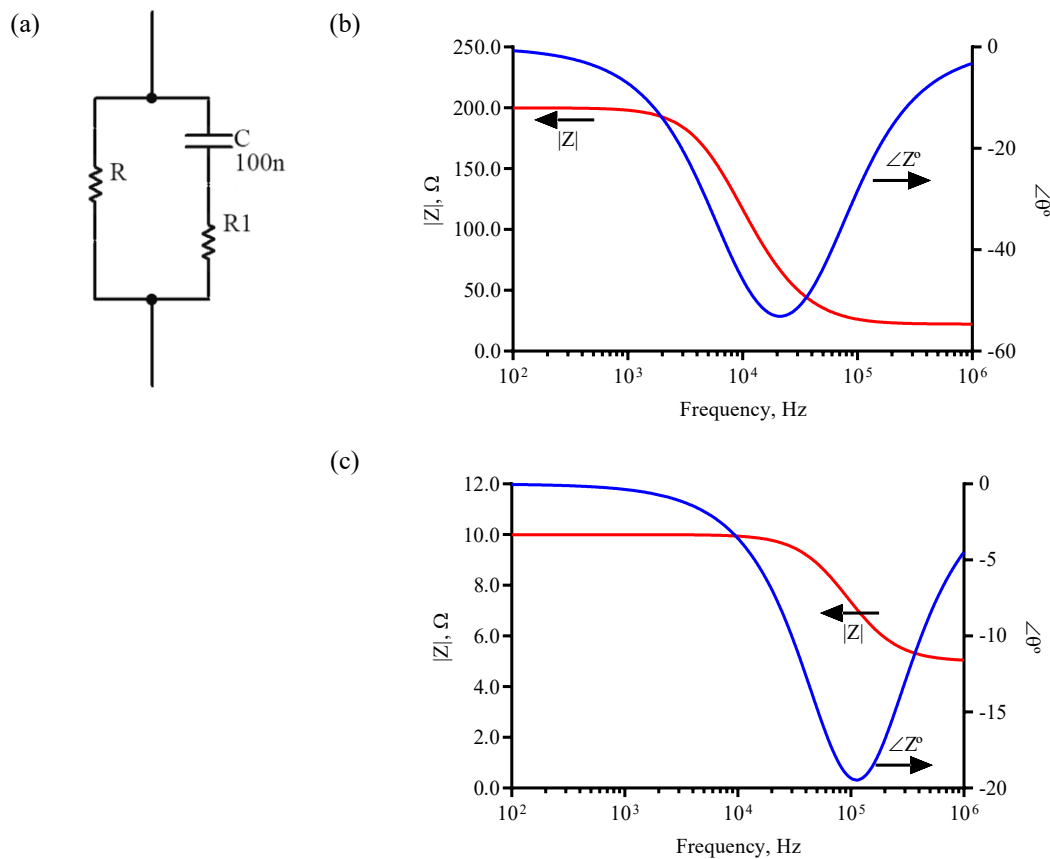 (a)
R
C
100n
R1
(b)
250.0
200.0
150.0
100.0
50.0
0.0
|Z|, Ω
|Z|
∠Zº
0
-20
-40
-60
∠θº
10² 10³ 10⁴ 10⁵ 10⁶
Frequency, Hz
(c)
12.0
10.0
8.0
6.0
4.0
2.0
0.0
|Z|, Ω
|Z|
∠Zº
0
-5
-10
-15
-20
∠θº
10² 10³ 10⁴ 10⁵ 10⁶
Frequency, Hz